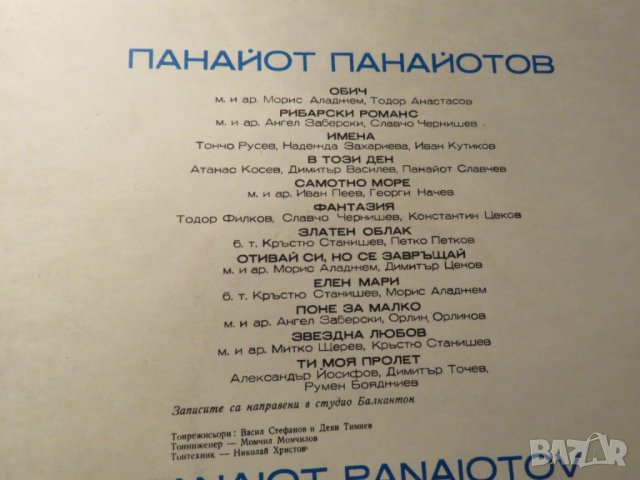 ПАНАЙОТ ПАНАЙОТОВ
ОБИЧ
м. и ар. Морис Аладжем, Тодор Анастасов
РИБАРСКИ РОМАНС
м. и ар. Ангел Заберски, Славчо Чернишев
ИМЕНА
Тончо Русев, Надежда Захариева, Иван Кутиков
В ТОЗИ ДЕН
Атанас Косев, Димитър Василев, Панайот Славчев
САМОТНО МОРЕ
м. и ар. Иван Пеев, Георги Начев
ФАНТАЗИЯ
Тодор Филков, Славчо Чернишев, Константин Цеков
ЗЛАТЕН ОБЛАК
б. т. Кръстю Станишев, Петко Петков
ОТИВАЙ СИ, НО СЕ ЗАВРЪЩАЙ
м. и ар. Морис Аладжем, Димитър Ценов
ЕЛЕН МАРИ
б. т. Кръстю Станишев, Морис Аладжем
ПОНЕ ЗА МАЛКО
м. и ар. Ангел Заберски, Орлин Орлинов
ЗВЕЗДНА ЛЮБОВ
м. и ар. Митко Щерев, Кръстю Станишев
ТИ МОЯ ПРОЛЕТ
Александър Йосифов, Димитър Точев,
Румен Бояджиев
Записите са направени в студио Балкантон
Тонрежисьори: Васил Стефанов и Деян Тимнев
Тонинженер — Момчил Момчилов
Тонтехник — Николай Христов
PANAIOTOV
BAZAR